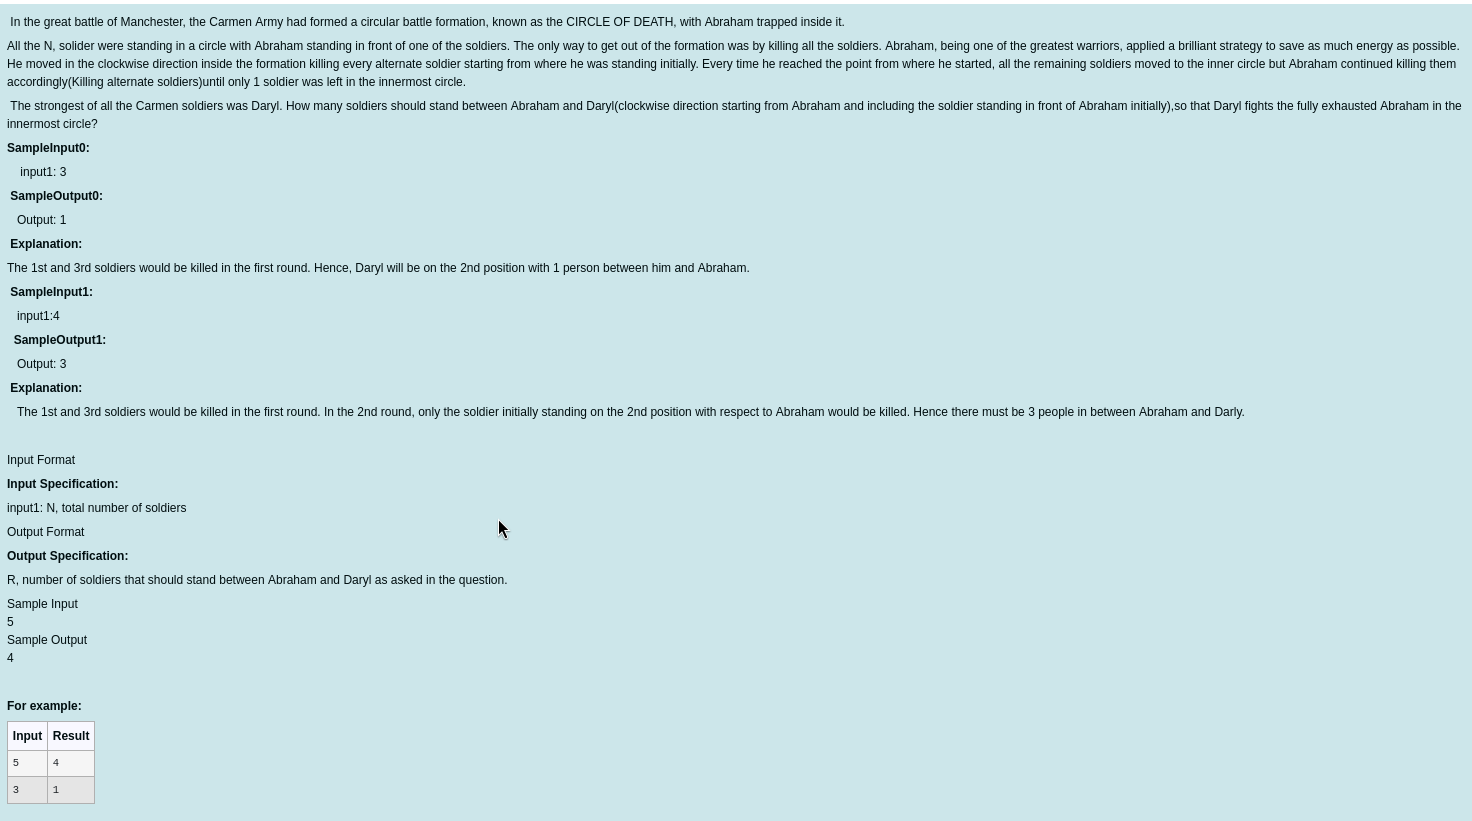 In the great battle of Manchester, the Carmen Army had formed a circular battle formation, known as the CIRCLE OF DEATH, with Abraham trapped inside it.
All the N, solider were standing in a circle with Abraham standing in front of one of the soldiers. The only way to get out of the formation was by killing all the soldiers. Abraham, being one of the greatest warriors, applied a brilliant strategy to save as much energy as possible.
He moved in the clockwise direction inside the formation killing every alternate soldier starting from where he was standing initially. Every time he reached the point from where he started, all the remaining soldiers moved to the inner circle but Abraham continued killing them
accordingly(Killing alternate soldiers)until only 1 soldier was left in the innermost circle.
The strongest of all the Carmen soldiers was Daryl. How many soldiers should stand between Abraham and Daryl(clockwise direction starting from Abraham and including the soldier standing in front of Abraham initially),so that Daryl fights the fully exhausted Abraham in the
innermost circle?
SampleInput0:
input1: 3
SampleOutput0:
Output: 1
Explanation:
The 1st and 3rd soldiers would be killed in the first round. Hence, Daryl will be on the 2nd position with 1 person between him and Abraham.
SampleInput1:
input1:4
SampleOutput1:
Output: 3
Explanation:
The 1st and 3rd soldiers would be killed in the first round. In the 2nd round, only the soldier initially standing on the 2nd position with respect to Abraham would be killed. Hence there must be 3 people in between Abraham and Darly.
Input Format
Input Specification:
input1: N, total number of soldiers
Output Format
Output Specification:
R, number of soldiers that should stand between Abraham and Daryl as asked in the question.
Sample Input
5
Sample Output
4
For example:
Input Result
5 4
3 1